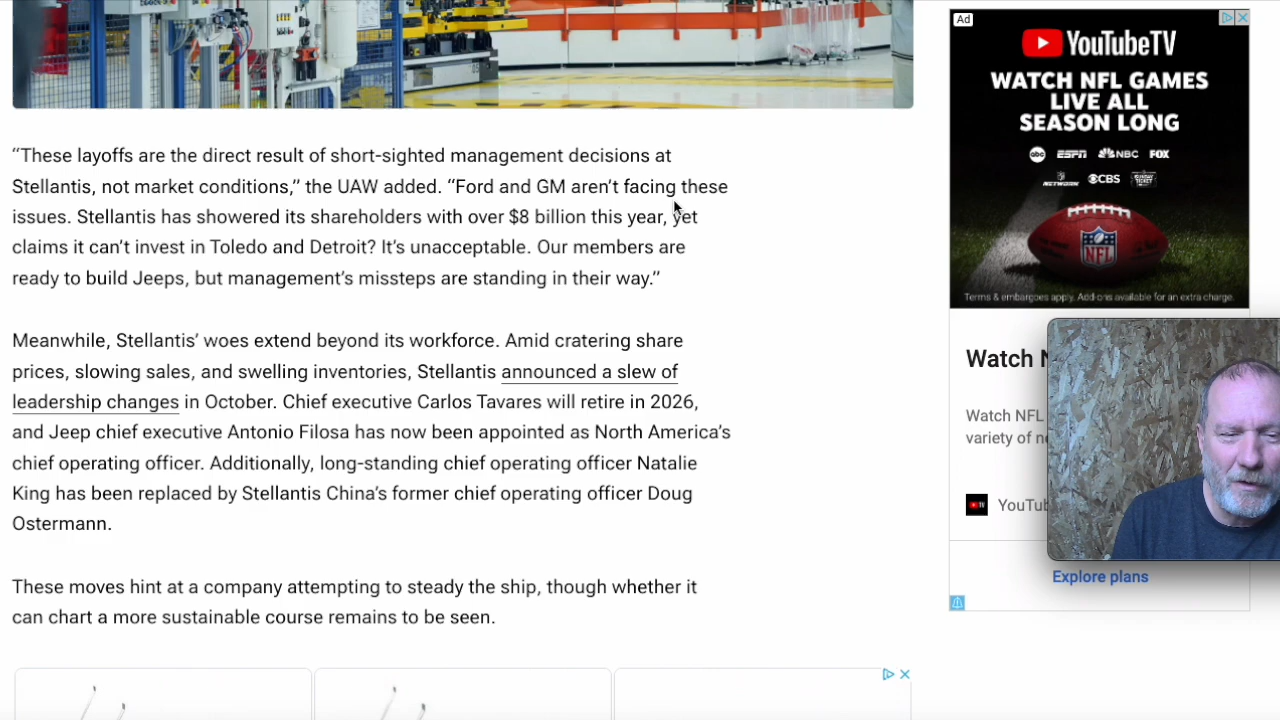 “These layoffs are the direct result of short-sighted management decisions at
Stellantis, not market conditions,” the UAW added. “Ford and GM aren’t facing these
issues. Stellantis has showered its shareholders with over $8 billion this year, yet
claims it can’t invest in Toledo and Detroit? It’s unacceptable. Our members are
ready to build Jeeps, but management’s missteps are standing in their way.”
Meanwhile, Stellantis’ woes extend beyond its workforce. Amid cratering share
prices, slowing sales, and swelling inventories, Stellantis announced a slew of
leadership changes in October. Chief executive Carlos Tavares will retire in 2026,
and Jeep chief executive Antonio Filosa has now been appointed as North America’s
chief operating officer. Additionally, long-standing chief operating officer Natalie
King has been replaced by Stellantis China’s former chief operating officer Doug
Ostermann.
These moves hint at a company attempting to steady the ship, though whether it
can chart a more sustainable course remains to be seen.
Ad
YouTubeTV
WATCH NFL GAMES
LIVE ALL
SEASON LONG
abc ESPN NBC FOX
NFL NETWORK CBS SUNDAY TICKET
NFL
Terms & embargoes apply. Add-ons available for an extra charge.
Watch N
Watch NFL
variety of n
YouTub
Explore plans